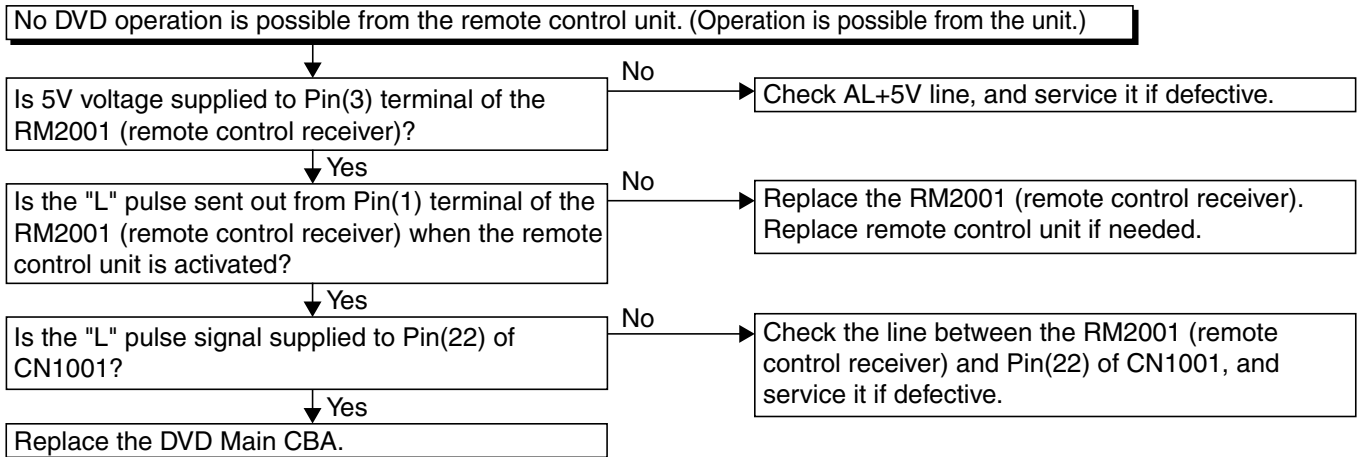 No DVD operation is possible from the remote control unit. (Operation is possible from the unit.)
No
Is 5V voltage supplied to Pin(3) terminal of the
RM2001 (remote control receiver)?
Check AL+5V line, and service it if defective.
Yes
No
Is the "L" pulse sent out from Pin(1) terminal of the
RM2001 (remote control receiver) when the remote
control unit is activated?
Replace the RM2001 (remote control receiver).
Replace remote control unit if needed.
Yes
No
Is the "L" pulse signal supplied to Pin(22) of
CN1001?
Check the line between the RM2001 (remote
control receiver) and Pin(22) of CN1001, and
service it if defective.
Yes
Replace the DVD Main CBA.